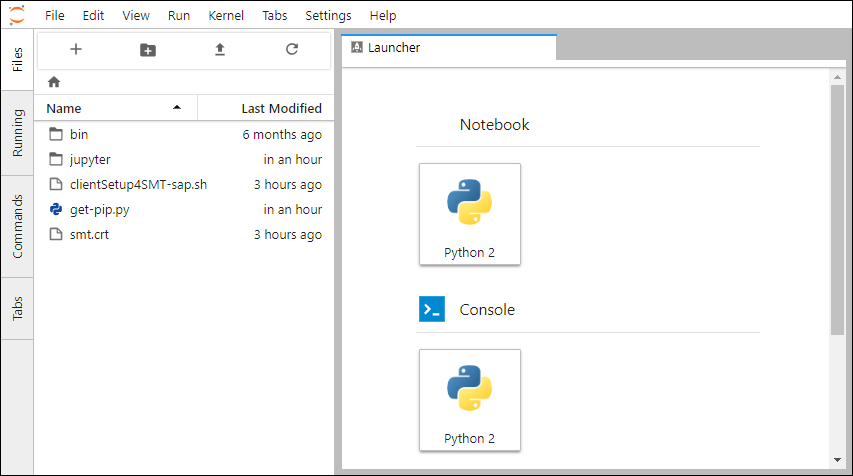 File Edit View Run Kernel Tabs Settings Help
Files
Running
Commands
Tabs
Name Last Modified
bin 6 months ago
jupyter in an hour
clientSetup4SMT-sap.sh 3 hours ago
get-pip.py in an hour
smt.crt 3 hours ago
Launcher
Notebook
Python 2
Console
Python 2